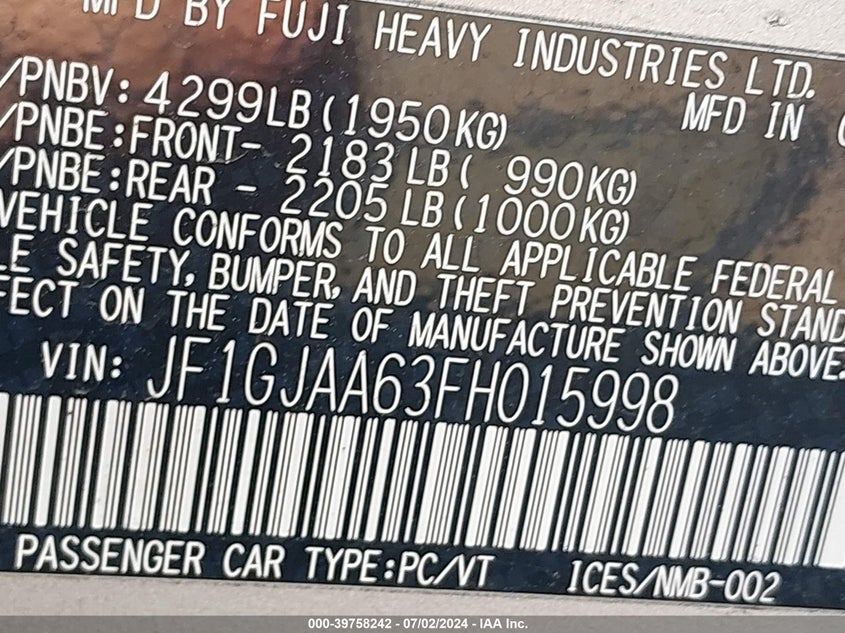 MFD BY FUJI HEAVY INDUSTRIES LTD.
MFD IN
/PNBV: 4299LB(1950KG)
/PNBE:FRONT- 2183 LB( 990KG)
/PNBE:REAR - 2205 LB(1000KG)
VEHICLE CONFORMS TO ALL APPLICABLE FEDERAL
LE SAFETY, BUMPER, AND THEFT PREVENTION STAND
FECT ON THE DATE OF MANUFACTURE SHOWN ABOVE.
VIN: JF1GJAA63FH015998
PASSENGER CAR TYPE:PC/VT ICES/NMB-002
000-39758242 - 07/02/2024 - IAA Inc.